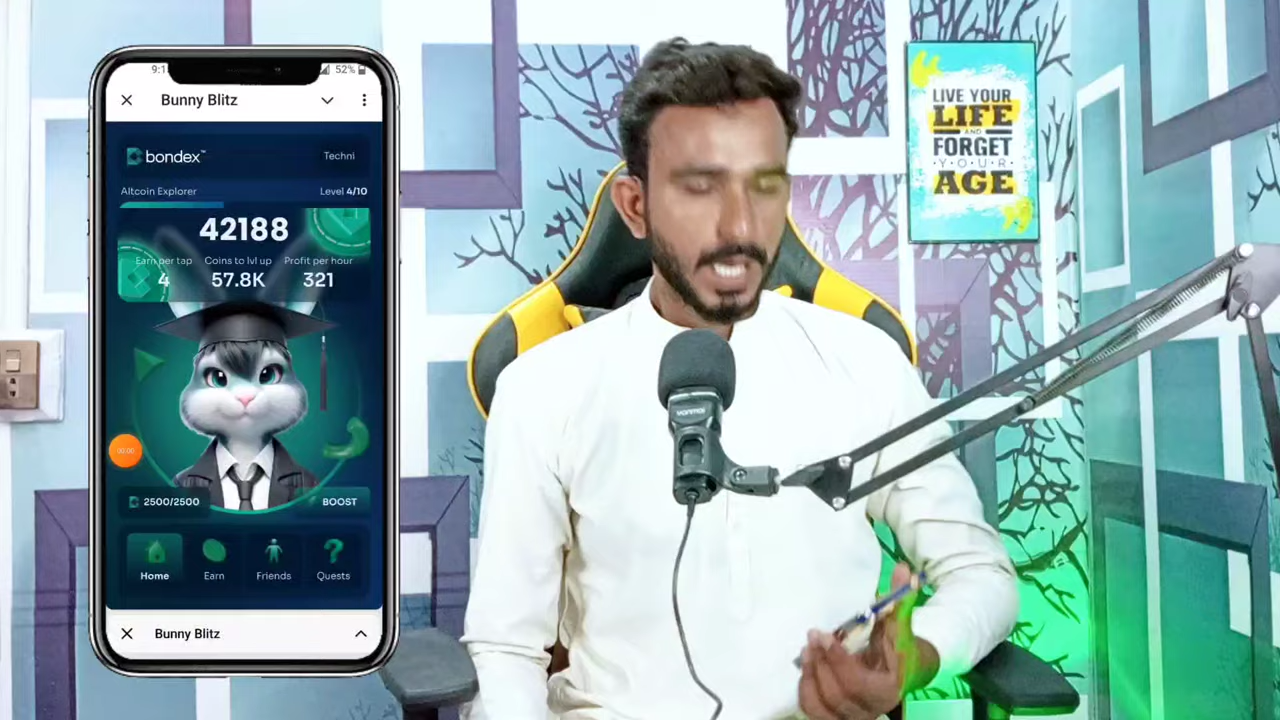 9:1
52%
Bunny Blitz
bondex™
Techni
Altcoin Explorer
Level 4/10
42188
Earn per tap
Coins to lvl up
Profit per hour
4
57.8K
321
00:00
2500/2500
BOOST
Home
Earn
Friends
Quests
Bunny Blitz
LIVE YOUR
LIFE
AND
FORGET
YOUR
AGE